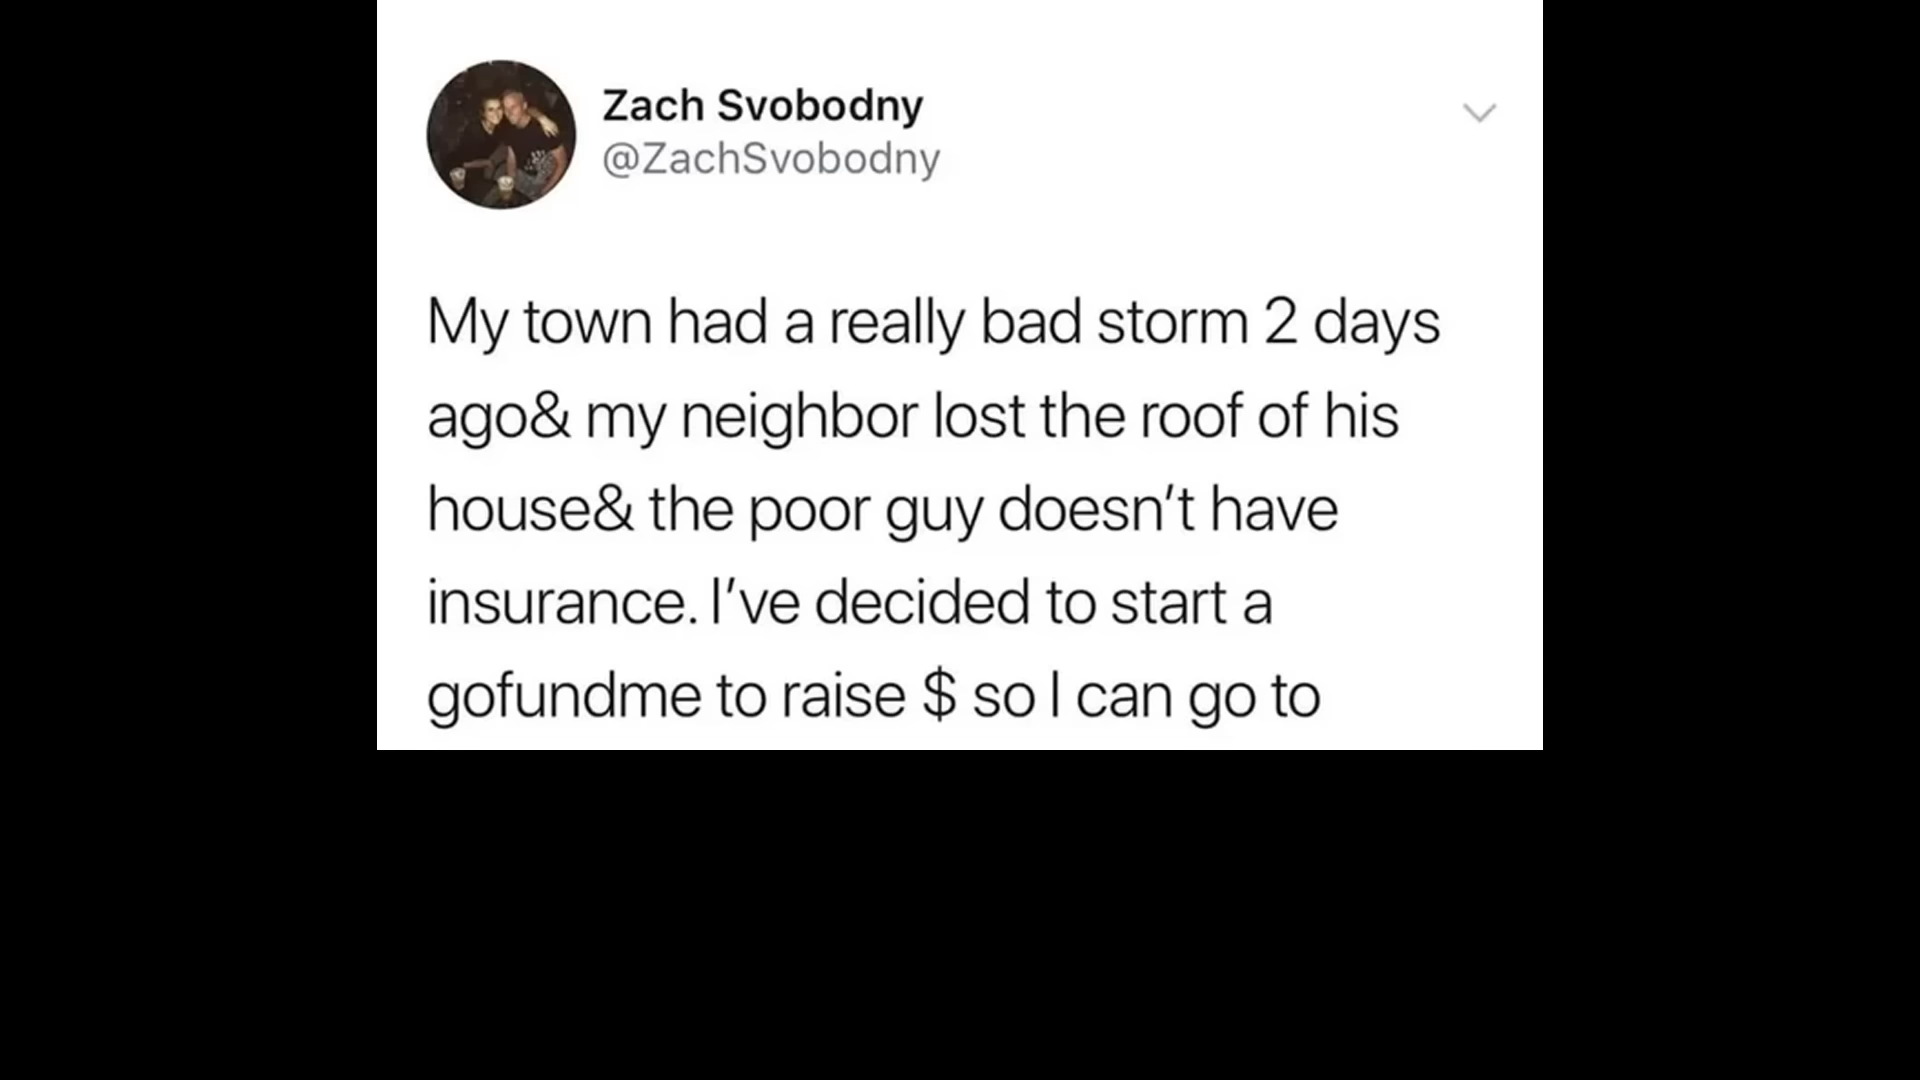 Zach Svobodny
@ZachSvobodny
My town had a really bad storm 2 days
ago& my neighbor lost the roof of his
house& the poor guy doesn’t have
insurance. I’ve decided to start a
gofundme to raise $ so I can go to